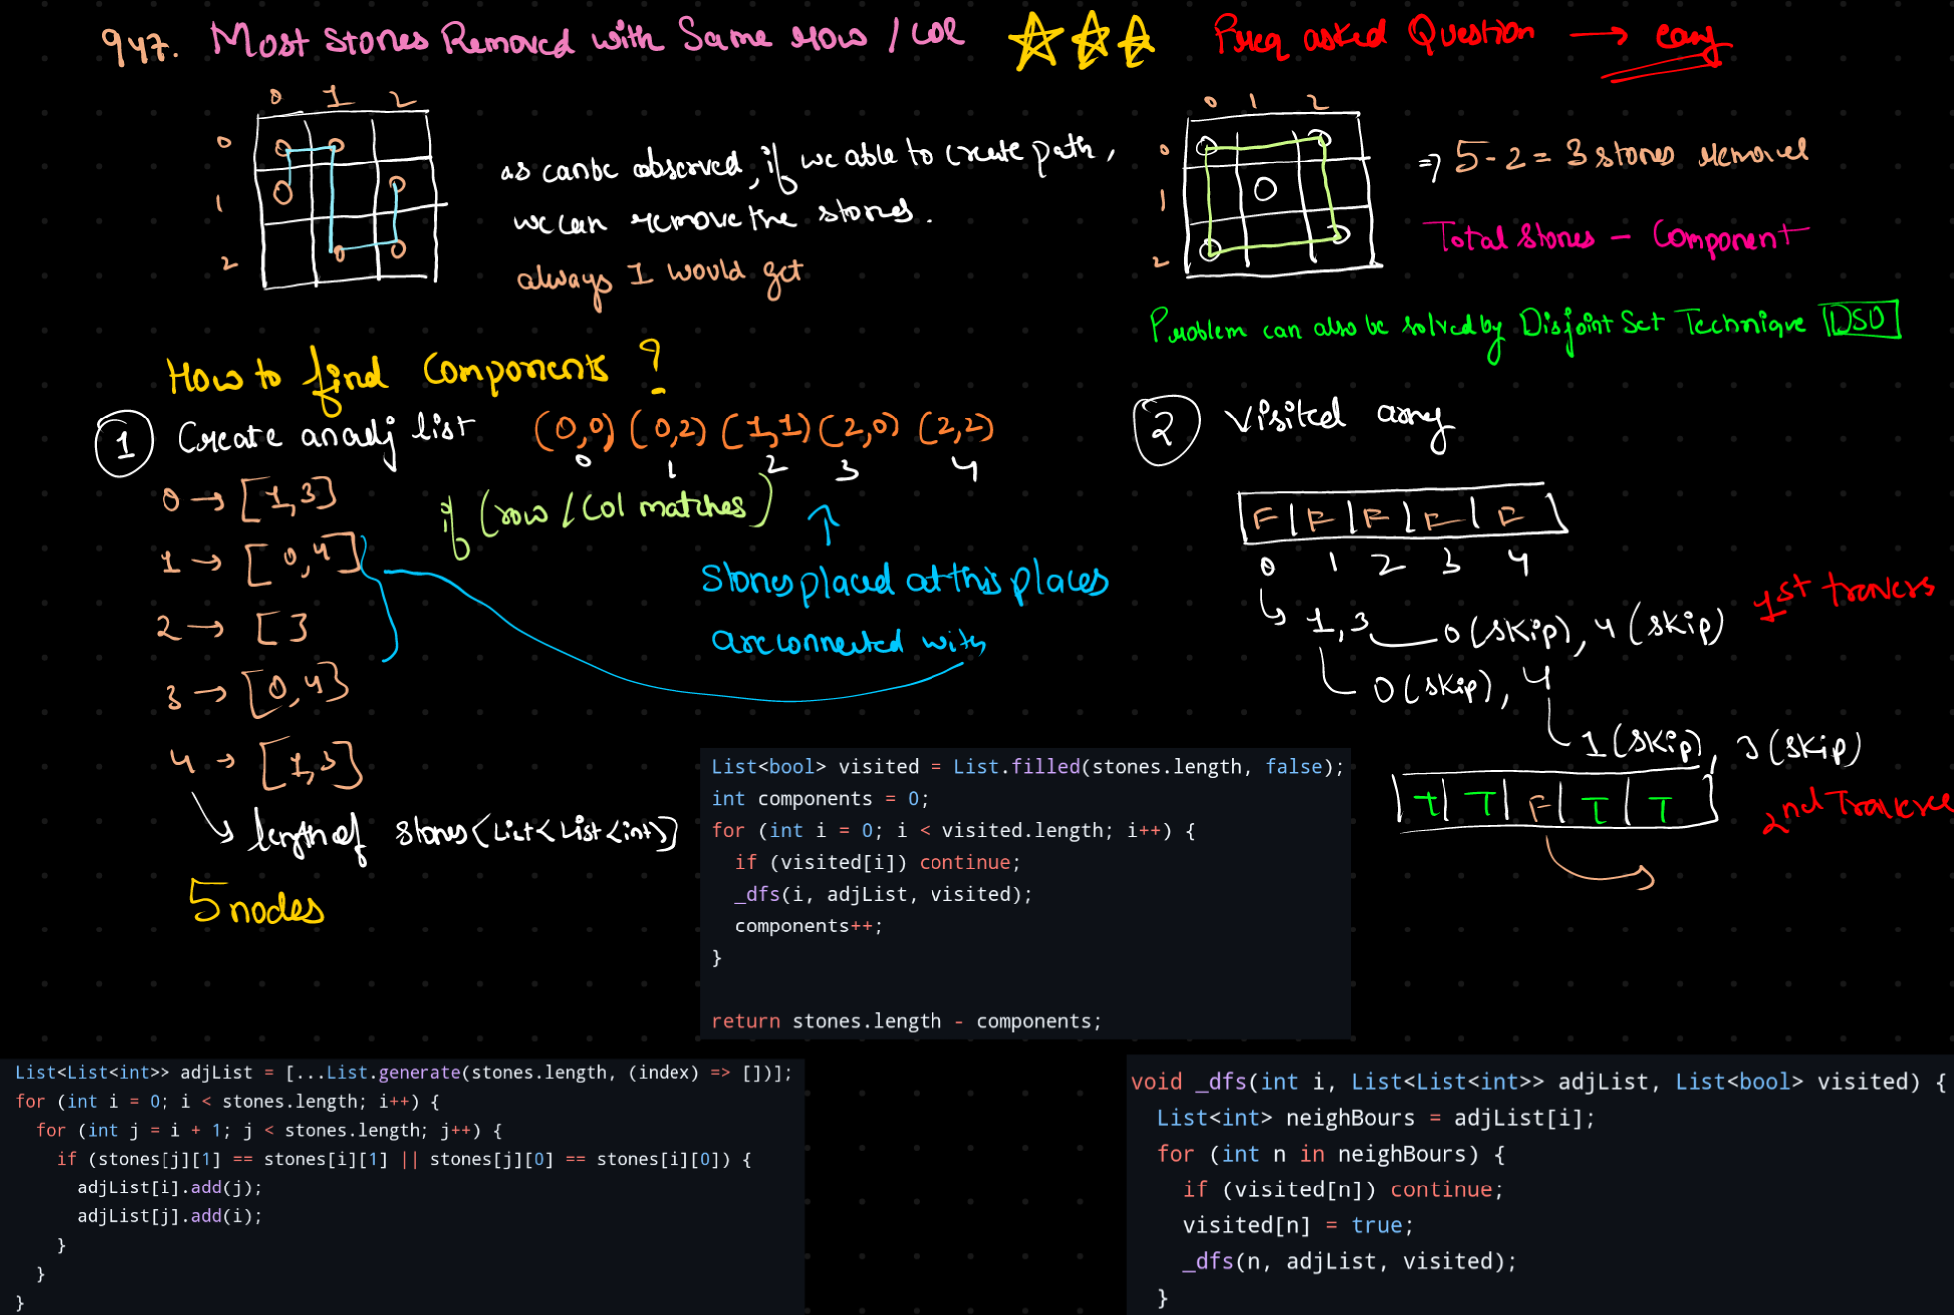 947. Most Stones Removed with Same row / col
Freq asked Question → easy
0 1 2
0
1
2
as can be observed, if we able to create path,
we can remove the stones.
always 1 would get
0 1 2
0
1
2
⇒ 5-2 = 3 stones removed
Total Stones - Component
Problem can also be solved by Disjoint Set Technique DSD
How to find Components ?
1 Create an adj list (0,0) (0,2) (1,1) (2,0) (2,2)
0 1 2 3 4
0 → [1,3]
1 → [0,4]
2 → []
3 → [0,4]
4 → [1,3]
if (row / Col matches)
Stones placed at this places
are connected with
length of stones (List<List<int>>)
5 nodes
2 Visited array
F | F | F | F | F
0 1 2 3 4
1,3 0 (skip), 4 (skip) 1st travers
0 (skip), 4
1 (skip), 3 (skip)
T | T | F | T | T 2nd Traverse
List<bool> visited = List.filled(stones.length, false);
int components = 0;
for (int i = 0; i < visited.length; i++) {
if (visited[i]) continue;
_dfs(i, adjList, visited);
components++;
}
return stones.length - components;
List<List<int>> adjList = [...List.generate(stones.length, (index) => [])];
for (int i = 0; i < stones.length; i++) {
for (int j = i + 1; j < stones.length; j++) {
if (stones[j][1] == stones[i][1] || stones[j][0] == stones[i][0]) {
adjList[i].add(j);
adjList[j].add(i);
}
}
}
void _dfs(int i, List<List<int>> adjList, List<bool> visited) {
List<int> neighBours = adjList[i];
for (int n in neighBours) {
if (visited[n]) continue;
visited[n] = true;
_dfs(n, adjList, visited);
}